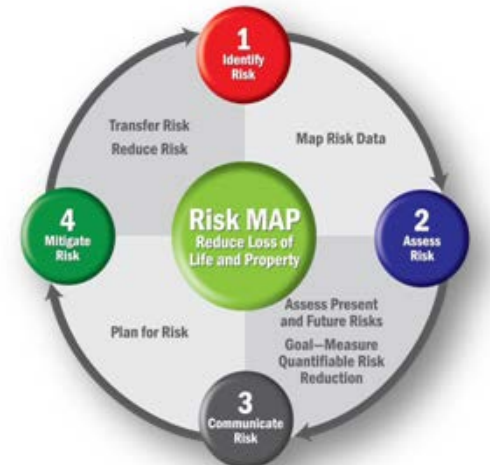 1
Identify
Risk
Transfer Risk
Reduce Risk
Map Risk Data
4
Mitigate
Risk
Risk MAP
Reduce Loss of
Life and Property
2
Assess
Risk
Plan for Risk
Assess Present
and Future Risks
Goal—Measure
Quantifiable Risk
Reduction
3
Communicate
Risk